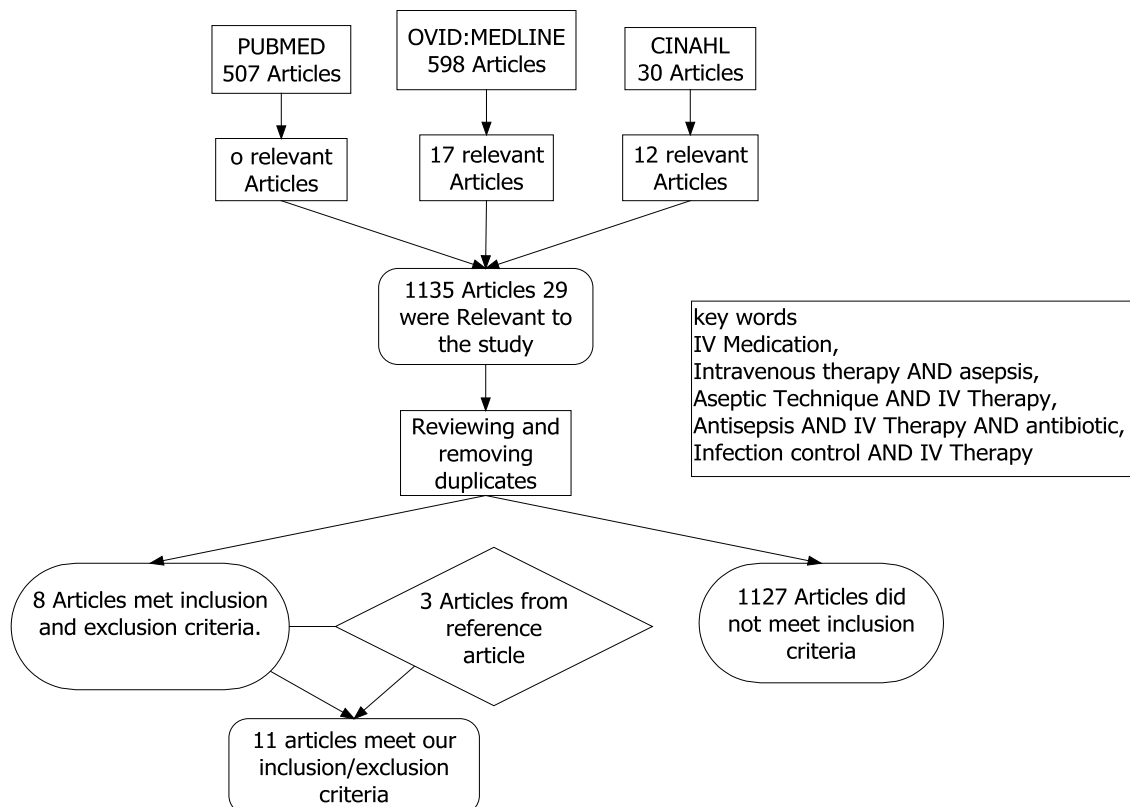 PUBMED
507 Articles
OVID:MEDLINE
598 Articles
CINAHL
30 Articles
o relevant
Articles
17 relevant
Articles
12 relevant
Articles
1135 Articles 29
were Relevant to
the study
key words
IV Medication,
Intravenous therapy AND asepsis,
Aseptic Technique AND IV Therapy,
Antisepsis AND IV Therapy AND antibiotic,
Infection control AND IV Therapy
Reviewing and
removing
duplicates
8 Articles met inclusion
and exclusion criteria.
3 Articles from
reference
article
1127 Articles did
not meet inclusion
criteria
11 articles meet our
inclusion/exclusion
criteria